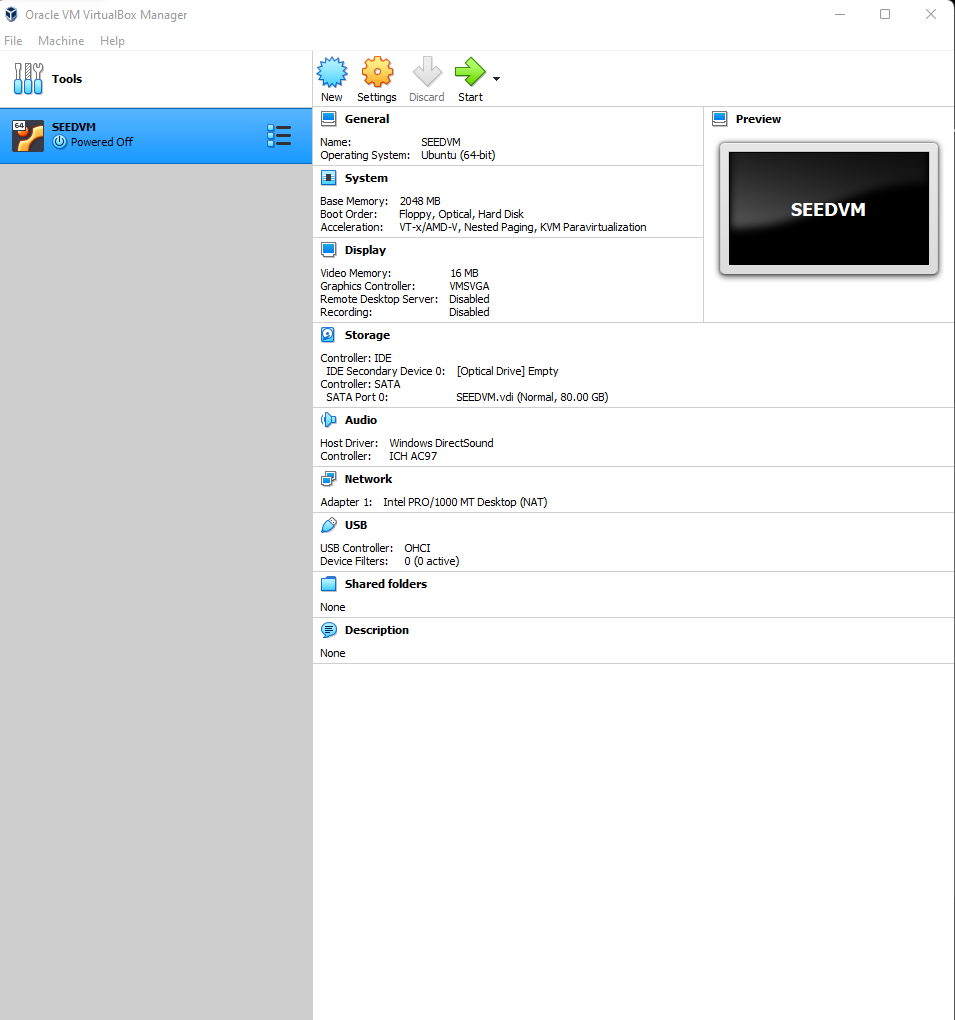 Oracle VM VirtualBox Manager
File Machine Help
Tools
New Settings Discard Start
64
SEEDVM
Powered Off
General
Name: SEEDVM
Operating System: Ubuntu (64-bit)
System
Base Memory: 2048 MB
Boot Order: Floppy, Optical, Hard Disk
Acceleration: VT-x/AMD-V, Nested Paging, KVM Paravirtualization
Display
Video Memory: 16 MB
Graphics Controller: VMSVGA
Remote Desktop Server: Disabled
Recording: Disabled
Preview
SEEDVM
Storage
Controller: IDE
IDE Secondary Device 0: [Optical Drive] Empty
Controller: SATA
SATA Port 0: SEEDVM.vdi (Normal, 80.00 GB)
Audio
Host Driver: Windows DirectSound
Controller: ICH AC97
Network
Adapter 1: Intel PRO/1000 MT Desktop (NAT)
USB
USB Controller: OHCI
Device Filters: 0 (0 active)
Shared folders
None
Description
None